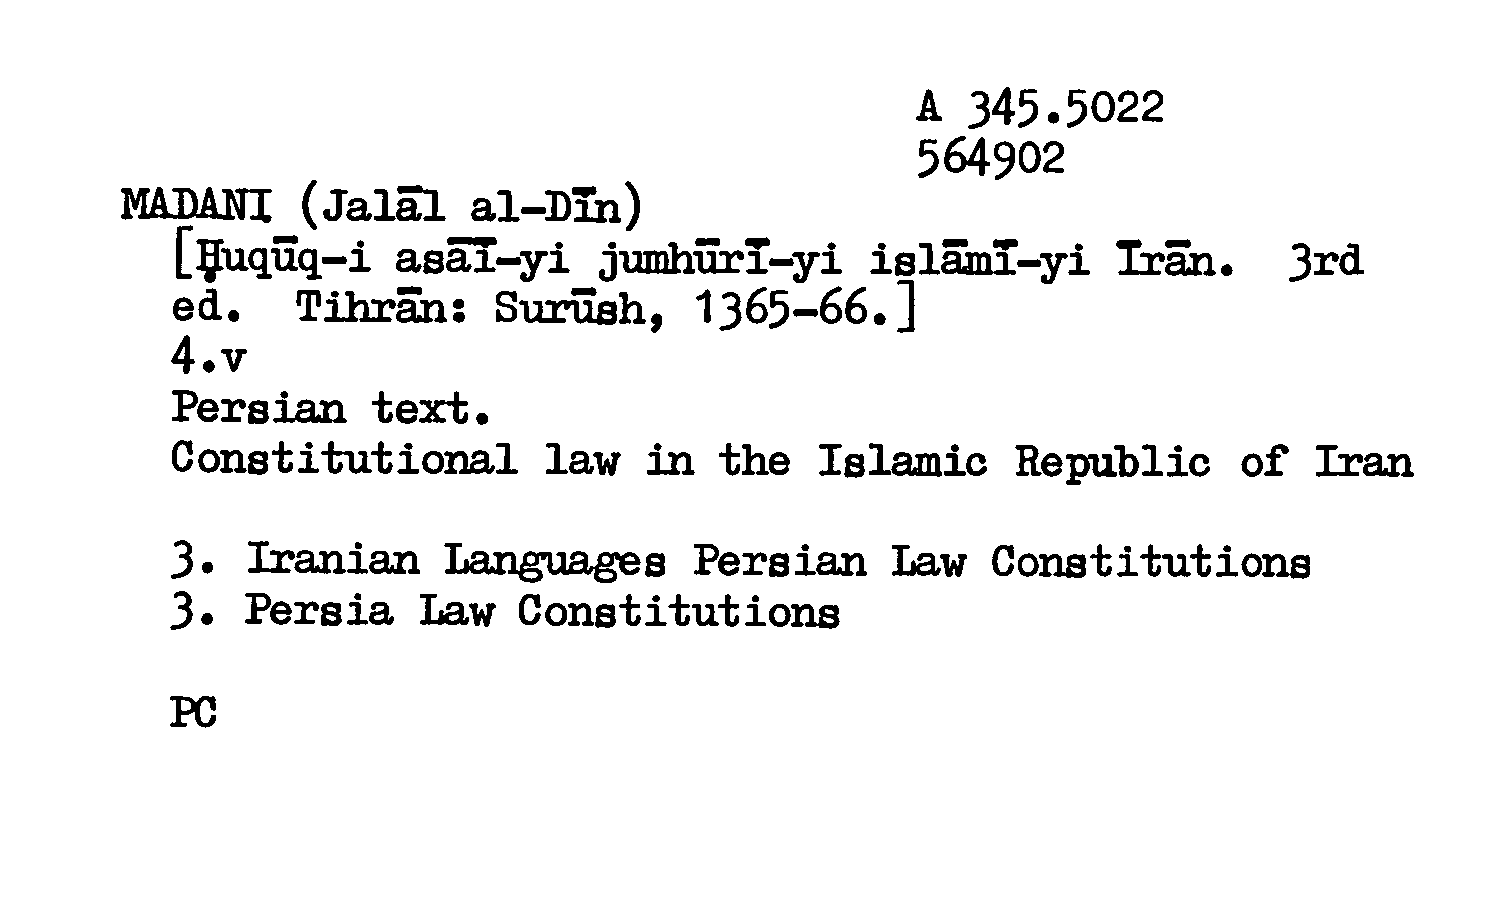 A 345.5022
564902
MADANI (Jalāl al-Dīn)
[Ḥuqūq-i asāī-yi jumhūrī-yi islāmī-yi Īrān. 3rd
ed. Tihrān: Surūsh, 1365-66.]
4.v
Persian text.
Constitutional law in the Islamic Republic of Iran
3. Iranian Languages Persian Law Constitutions
3. Persia Law Constitutions
PC